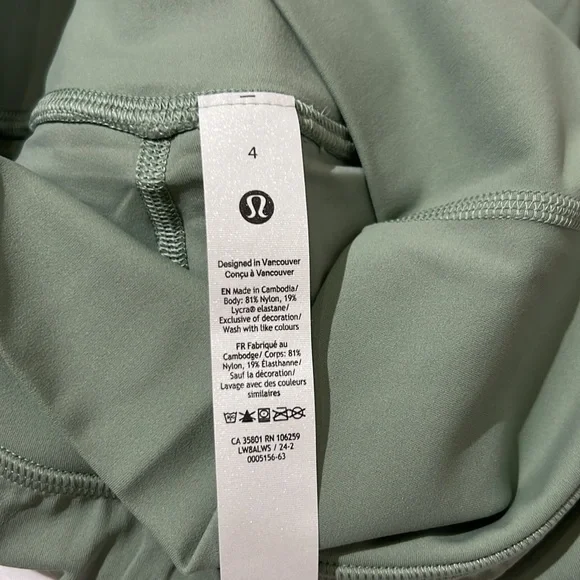 4
Designed in Vancouver
Conçu à Vancouver
EN Made in Cambodia/
Body: 81% Nylon, 19%
Lycra® elastane/
Exclusive of decoration/
Wash with like colours
FR Fabriqué au
Cambodge/ Corps: 81%
Nylon, 19% Élasthanne/
Sauf la décoration/
Lavage avec des couleurs
similaires
CA 35801 RN 106259
LW8ALWS / 24-2
0005156-63